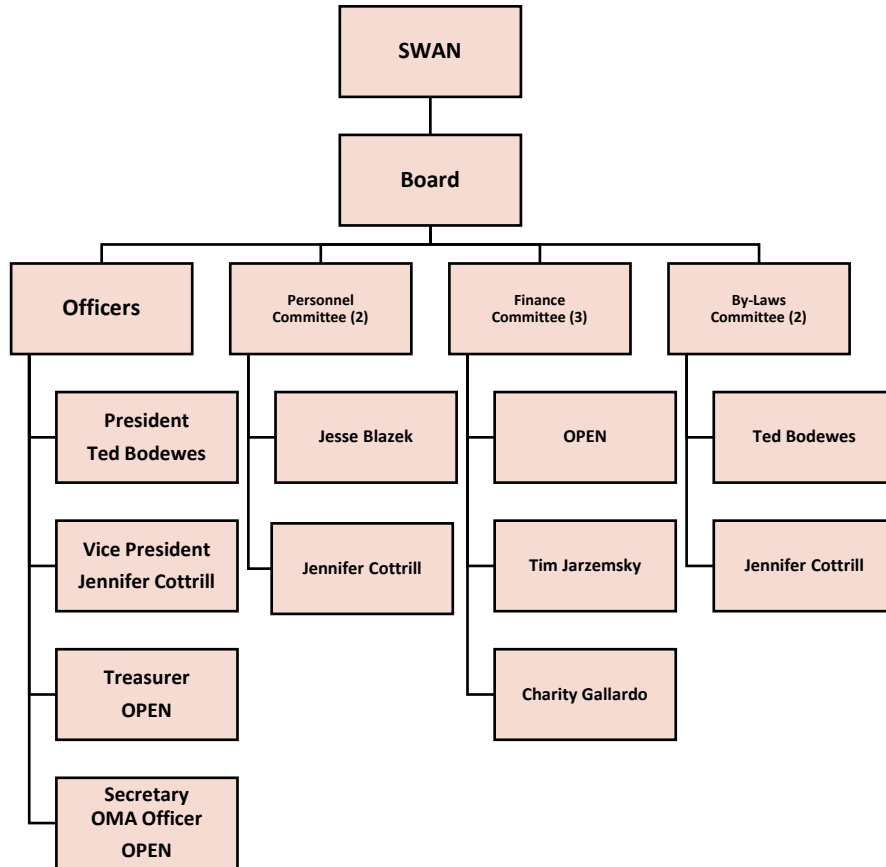 SWAN
Board
Officers
Personnel
Committee (2)
Finance
Committee (3)
By-Laws
Committee (2)
President
Ted Bodewes
Jesse Blazek
OPEN
Ted Bodewes
Vice President
Jennifer Cottrill
Jennifer Cottrill
Tim Jarzemsky
Jennifer Cottrill
Treasurer
OPEN
Charity Gallardo
Secretary
OMA Officer
OPEN